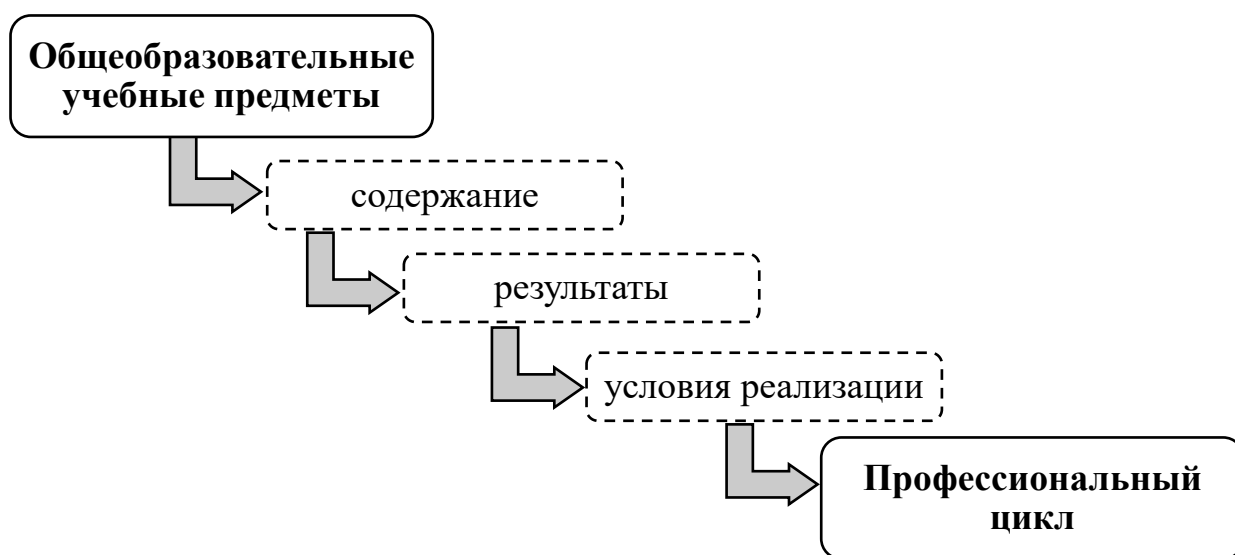 Общеобразовательные
учебные предметы
содержание
результаты
условия реализации
Профессиональный
цикл